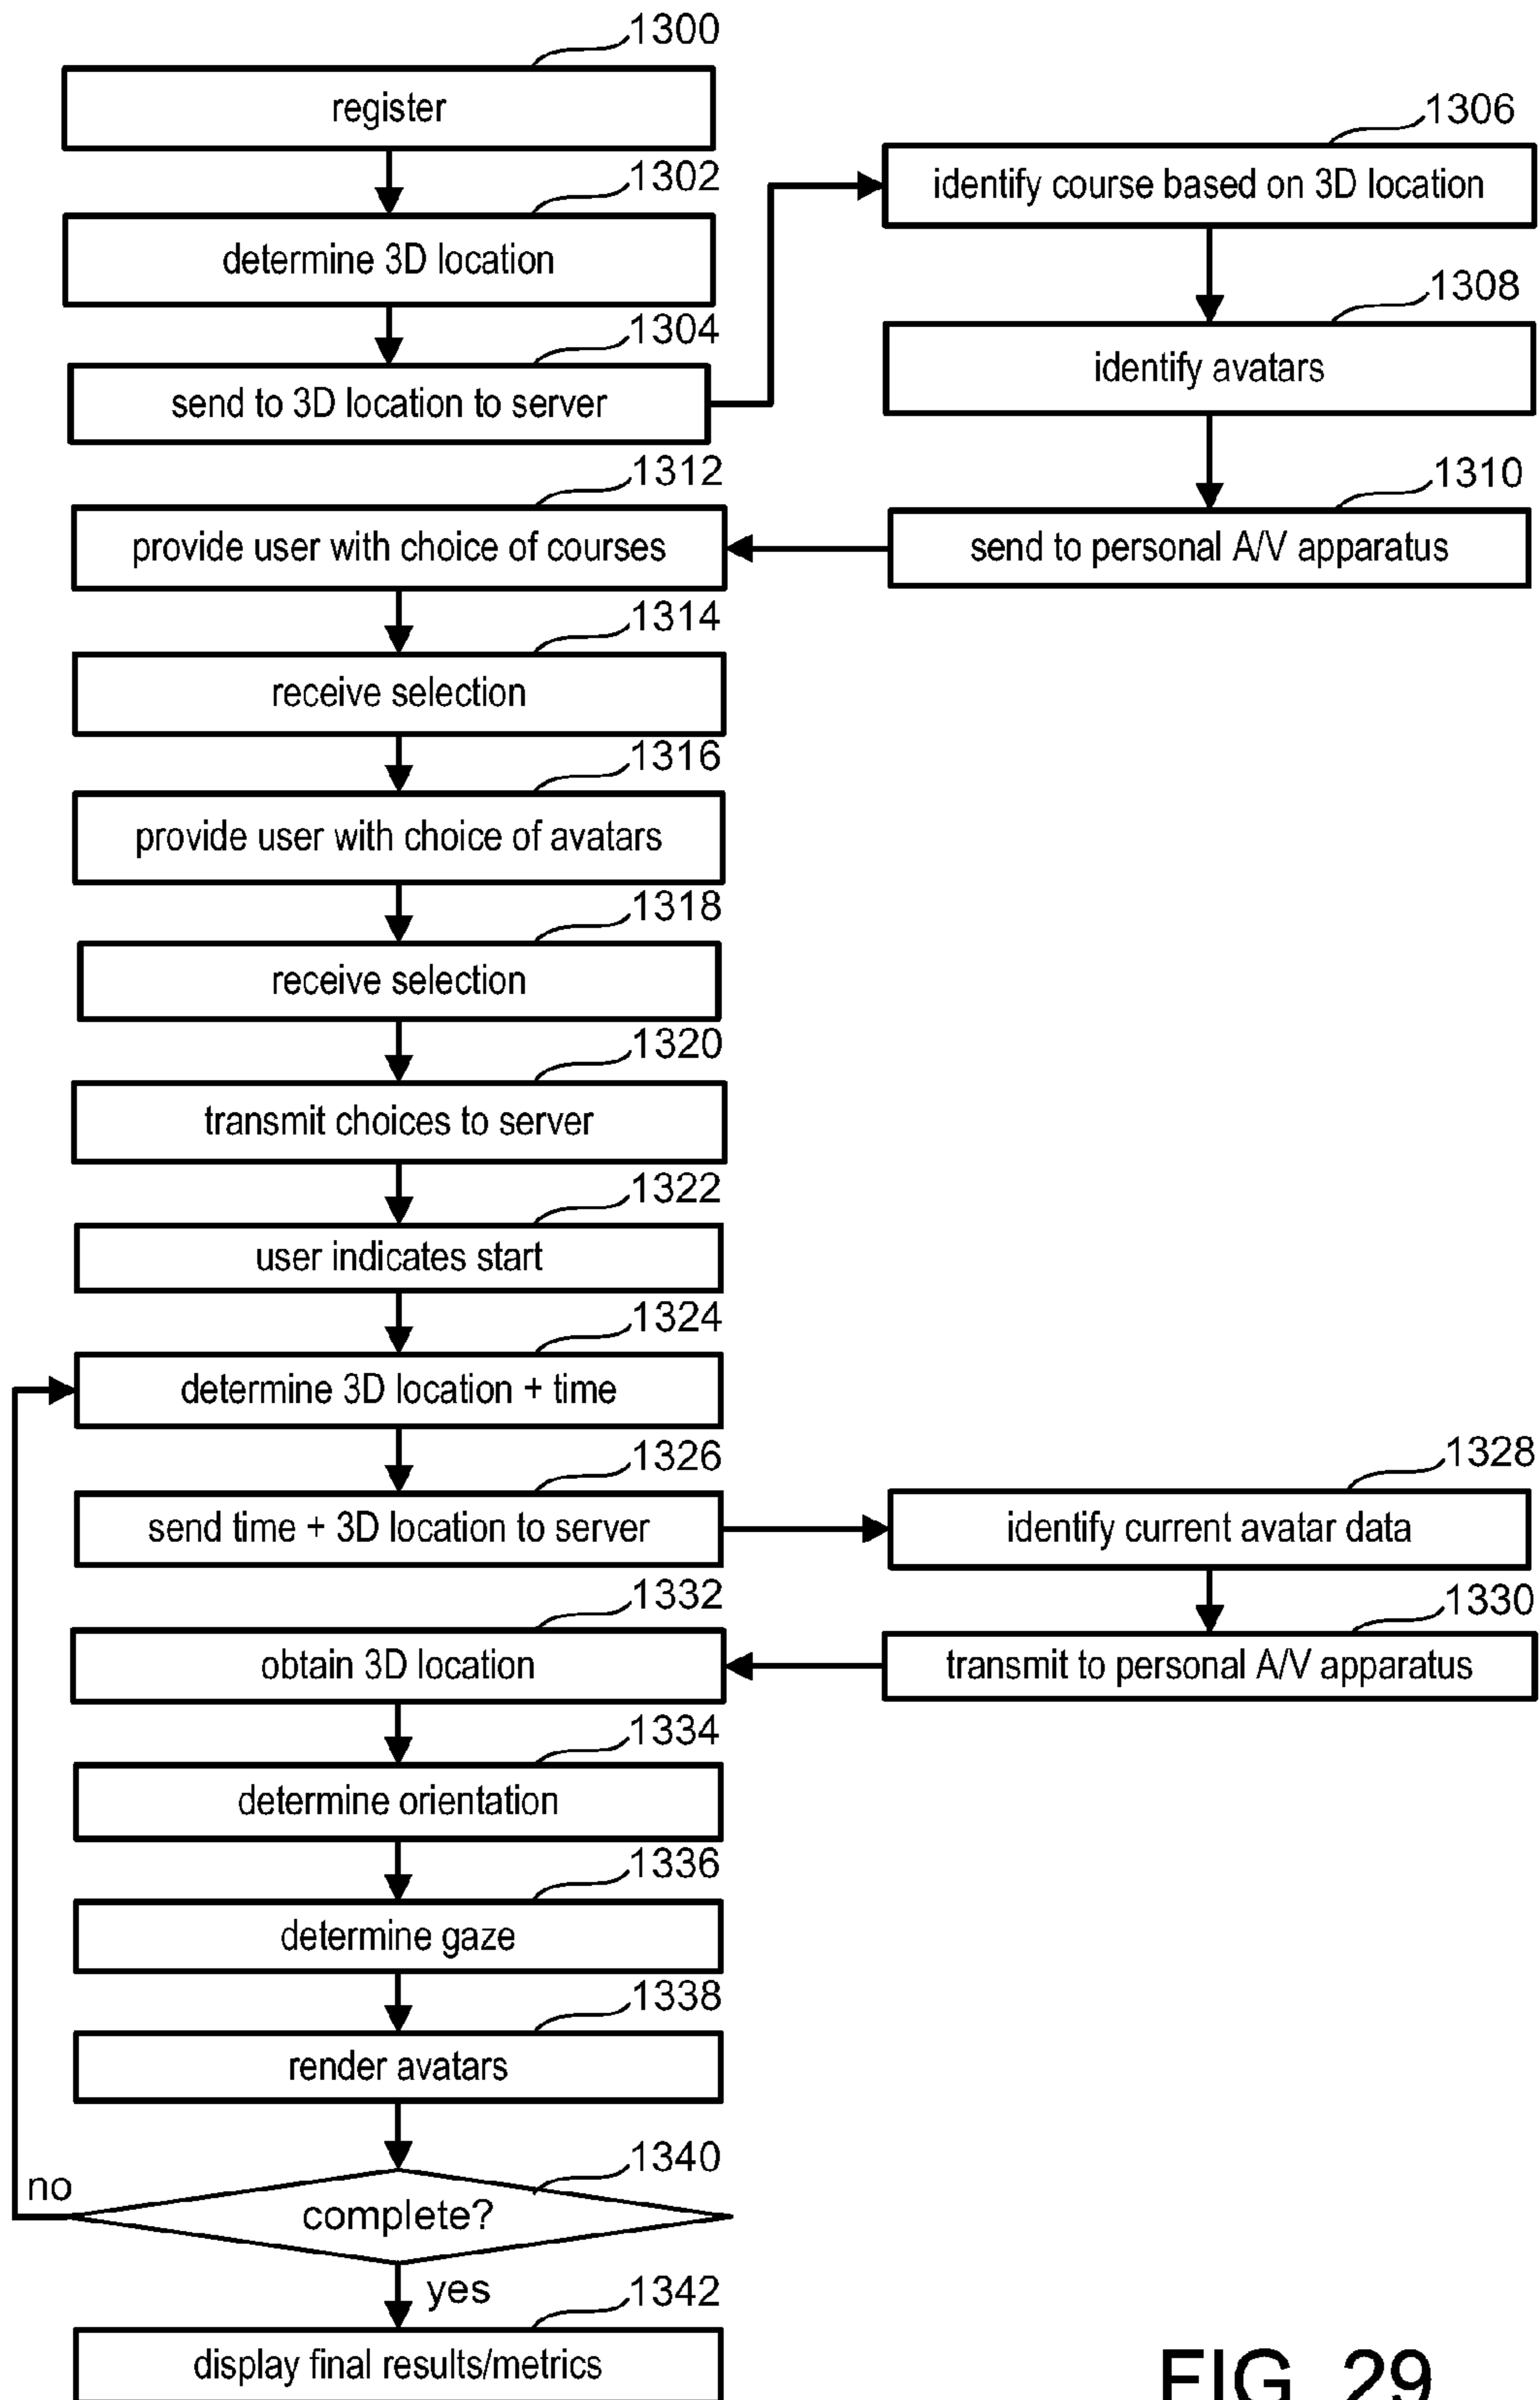 1300
register
1302
determine 3D location
1304
send to 3D location to server
1306
identify course based on 3D location
1308
identify avatars
1310
send to personal A/V apparatus
1312
provide user with choice of courses
1314
receive selection
1316
provide user with choice of avatars
1318
receive selection
1320
transmit choices to server
1322
user indicates start
1324
determine 3D location + time
1326
send time + 3D location to server
1328
identify current avatar data
1330
transmit to personal A/V apparatus
1332
obtain 3D location
1334
determine orientation
1336
determine gaze
1338
render avatars
1340
complete?
no
yes
1342
display final results/metrics
FIG. 29